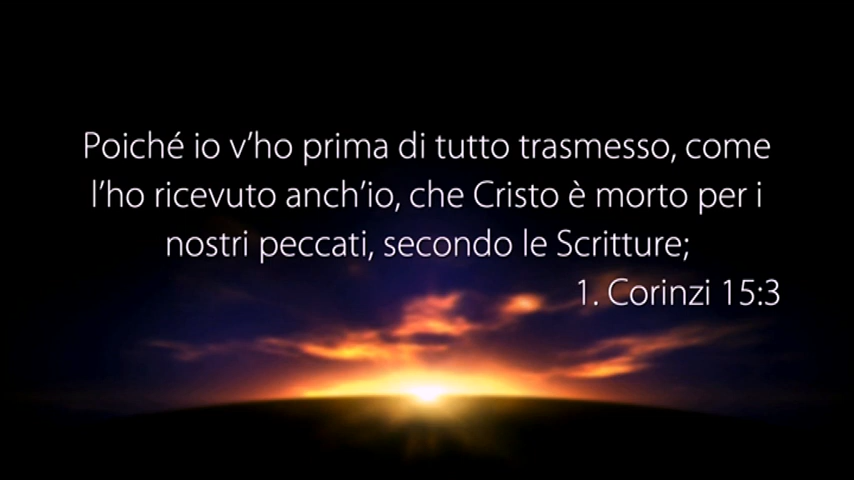 Poiché io v'ho prima di tutto trasmesso, come
l'ho ricevuto anch'io, che Cristo è morto per i
nostri peccati, secondo le Scritture;
1. Corinzi 15:3